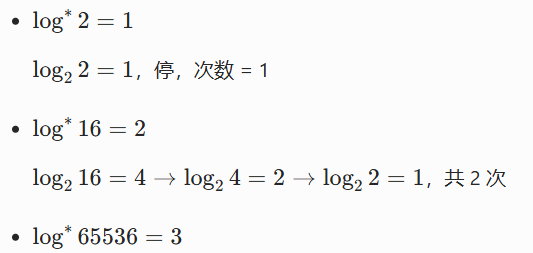 • log* 2 = 1
log₂ 2 = 1，停，次数 = 1
• log* 16 = 2
log₂ 16 = 4 → log₂ 4 = 2 → log₂ 2 = 1，共 2 次
• log* 65536 = 3